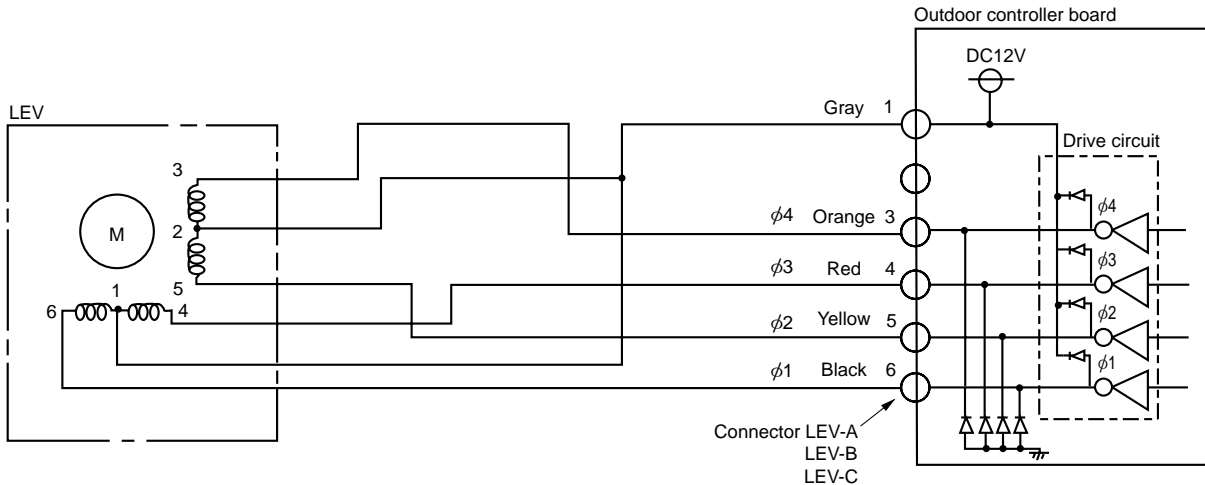 Outdoor controller board
DC12V
LEV
Gray 1
Drive circuit
3
ϕ4 Orange 3
ϕ4
M
2
ϕ3 Red 4
ϕ3
5
1
6
4
ϕ2 Yellow 5
ϕ2
ϕ1 Black 6
ϕ1
Connector LEV-A
LEV-B
LEV-C